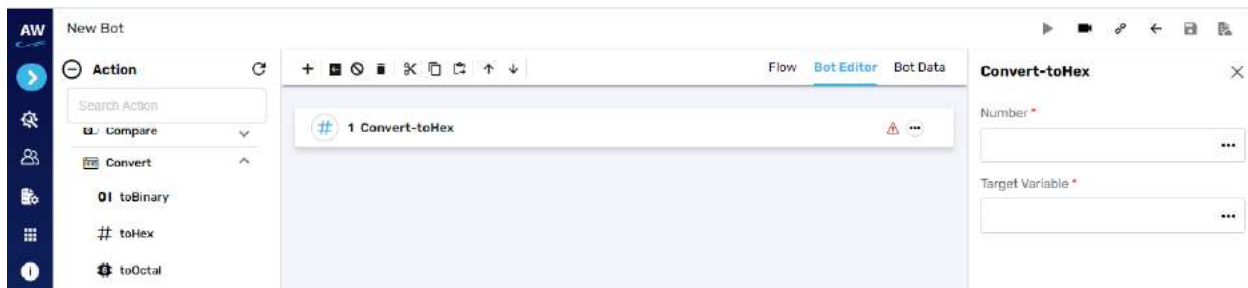 AW
New Bot
Action
Search Action
Compare
Convert
01 toBinary
# toHex
toOctal
Flow
Bot Editor
Bot Data
# 1 Convert-toHex
Convert-toHex
Number *
Target Variable *